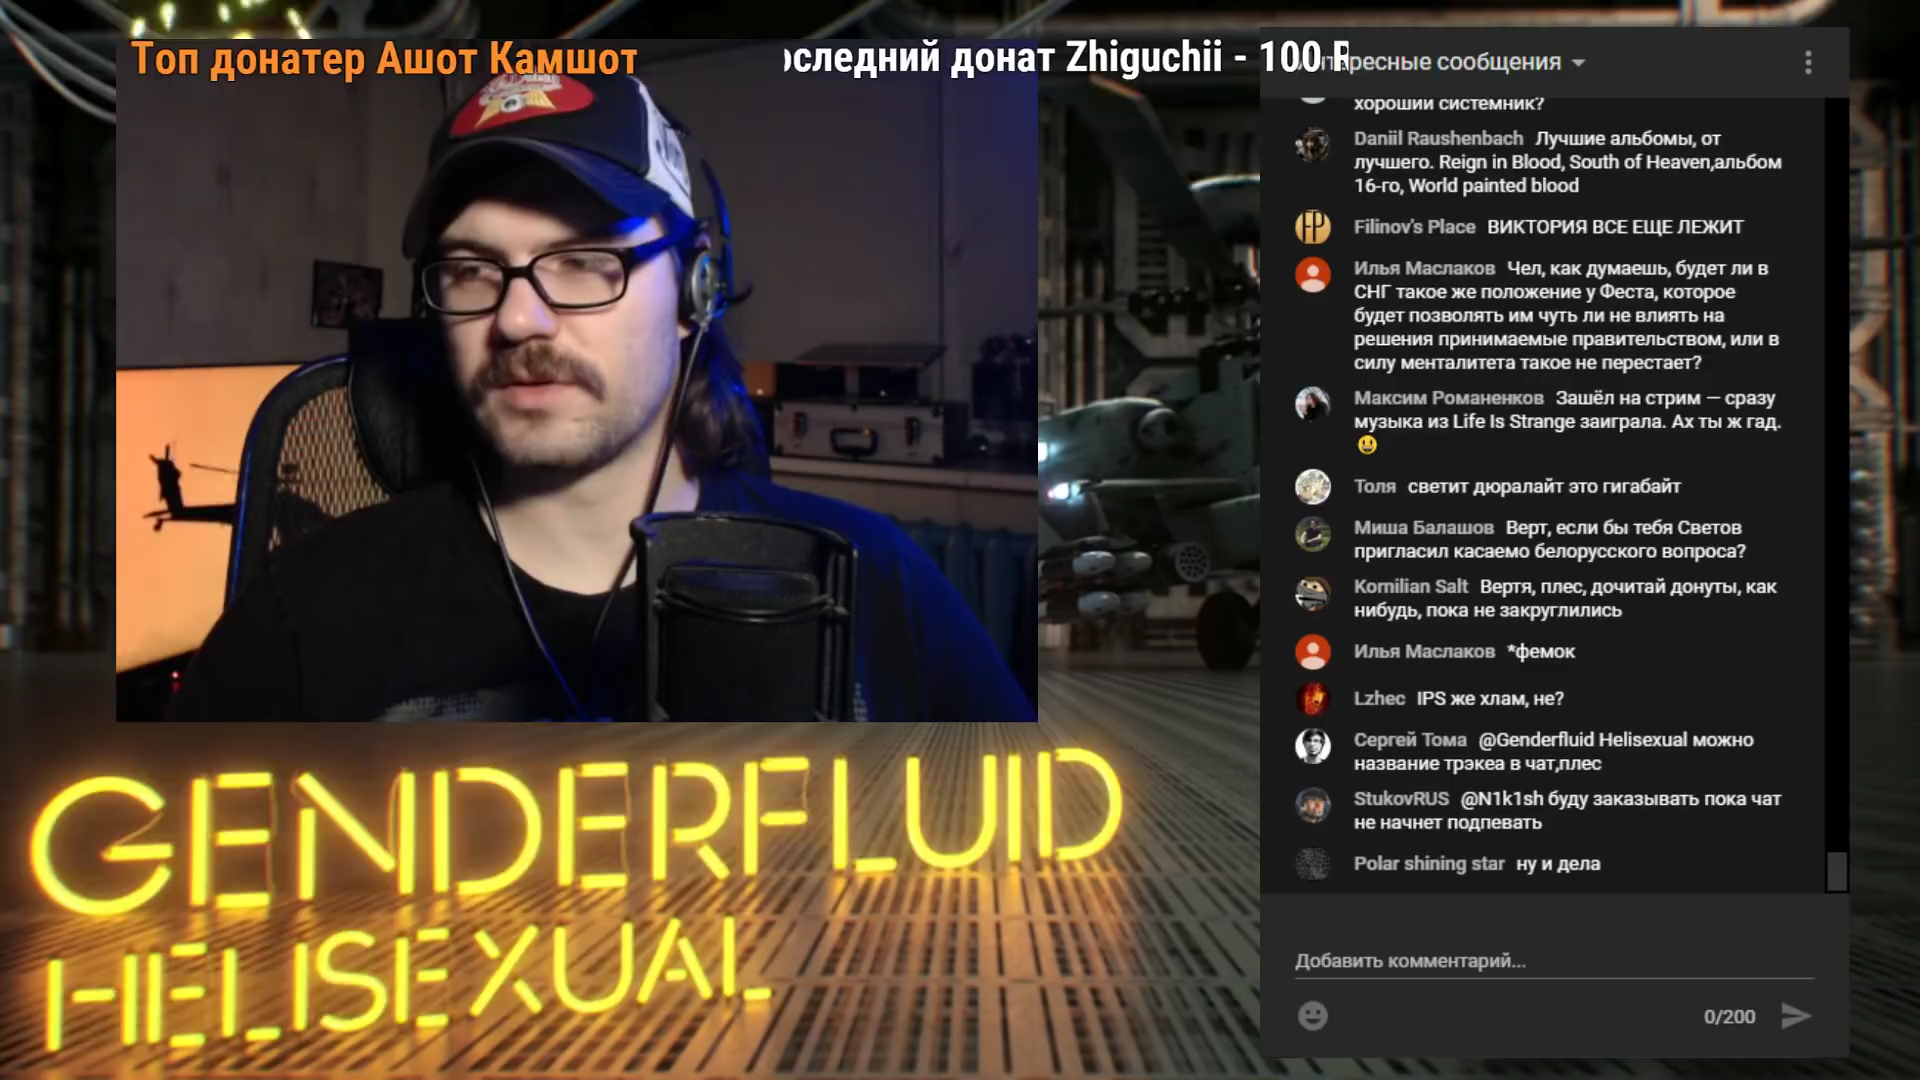 Топ донатер Ашот Камшот
оследний донат Zhiguchii - 100
ресные сообщения
хороший системник?
Daniil Raushenbach Лучшие альбомы, от
лучшего. Reign in Blood, South of Heaven,альбом
16-го, World painted blood
FP
Filinov's Place ВИКТОРИЯ ВСЕ ЕЩЕ ЛЕЖИТ
Илья Маслаков Чел, как думаешь, будет ли в
СНГ такое же положение у Феста, которое
будет позволять им чуть ли не влиять на
решения принимаемые правительством, или в
силу менталитета такое не перестает?
Максим Романенков Зашёл на стрим — сразу
музыка из Life Is Strange заиграла. Ах ты ж гад.
Толя светит дюралайт это гигабайт
Миша Балашов Верт, если бы тебя Светов
пригласил касаемо белорусского вопроса?
Kornilian Salt Вертя, плес, дочитай донуты, как
нибудь, пока не закруглились
Илья Маслаков *фемок
Lzhec IPS же хлам, не?
Сергей Тома @Genderfluid Helisexual можно
название трэкеа в чат,плес
StukovRUS @N1k1sh буду заказывать пока чат
не начнет подпевать
Polar shining star ну и дела
Добавить комментарий...
0/200
GENDERFLUID
HELISEXUAL